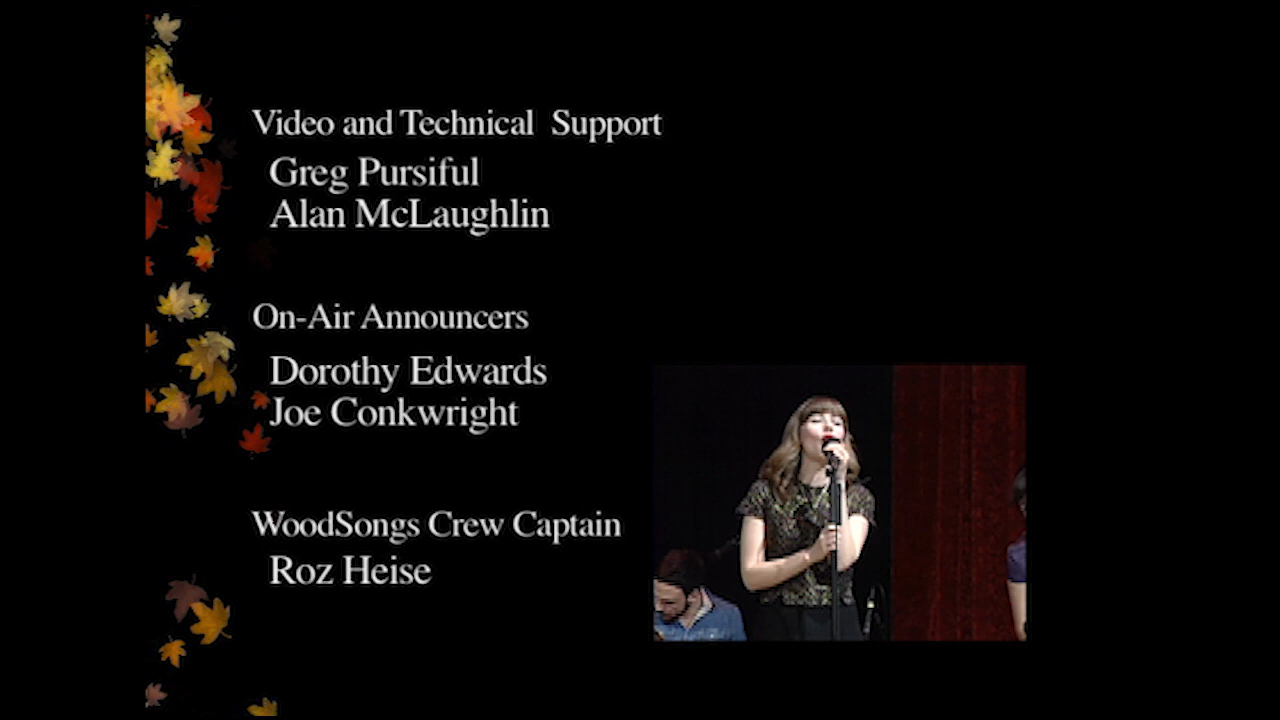 Video and Technical Support
Greg Pursiful
Alan McLaughlin
On-Air Announcers
Dorothy Edwards
Joe Conkwright
WoodSongs Crew Captain
Roz Heise